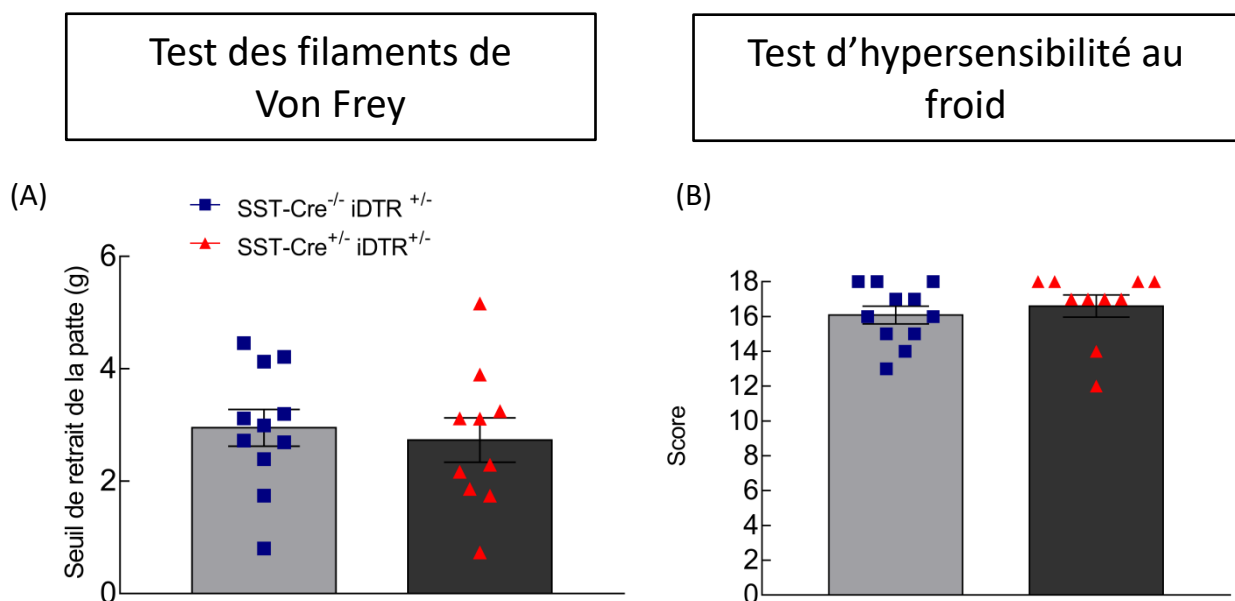 Test des filaments de
Von Frey
Test d’hypersensibilité au
froid
(A)
SST-Cre-/- iDTR +/-
SST-Cre+/- iDTR+/-
Seuil de retrait de la patte (g)
6
4
2
0
(B)
Score
18
16
14
12
10
8
6
4
2
0